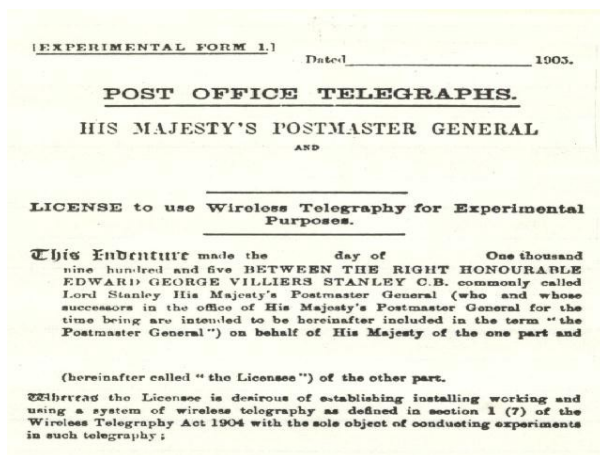 [EXPERIMENTAL FORM 1.]
Dated 1905.
POST OFFICE TELEGRAPHS.
HIS MAJESTY'S POSTMASTER GENERAL
AND
LICENSE to use Wireless Telegraphy for Experimental
Purposes.
This Indenture made the day of One thousand
nine hundred and five BETWEEN THE RIGHT HONOURABLE
EDWARD GEORGE VILLIERS STANLEY C.B. commonly called
Lord Stanley His Majesty's Postmaster General (who and whose
successors in the office of His Majesty's Postmaster General for the
time being are intended to be hereinafter included in the term "the
Postmaster General") on behalf of His Majesty of the one part and
(hereinafter called "the Licensee") of the other part.
Whereas the Licensee is desirous of establishing installing working and
using a system of wireless telegraphy as defined in section 1 (7) of the
Wireless Telegraphy Act 1904 with the sole object of conducting experiments
in such telegraphy;